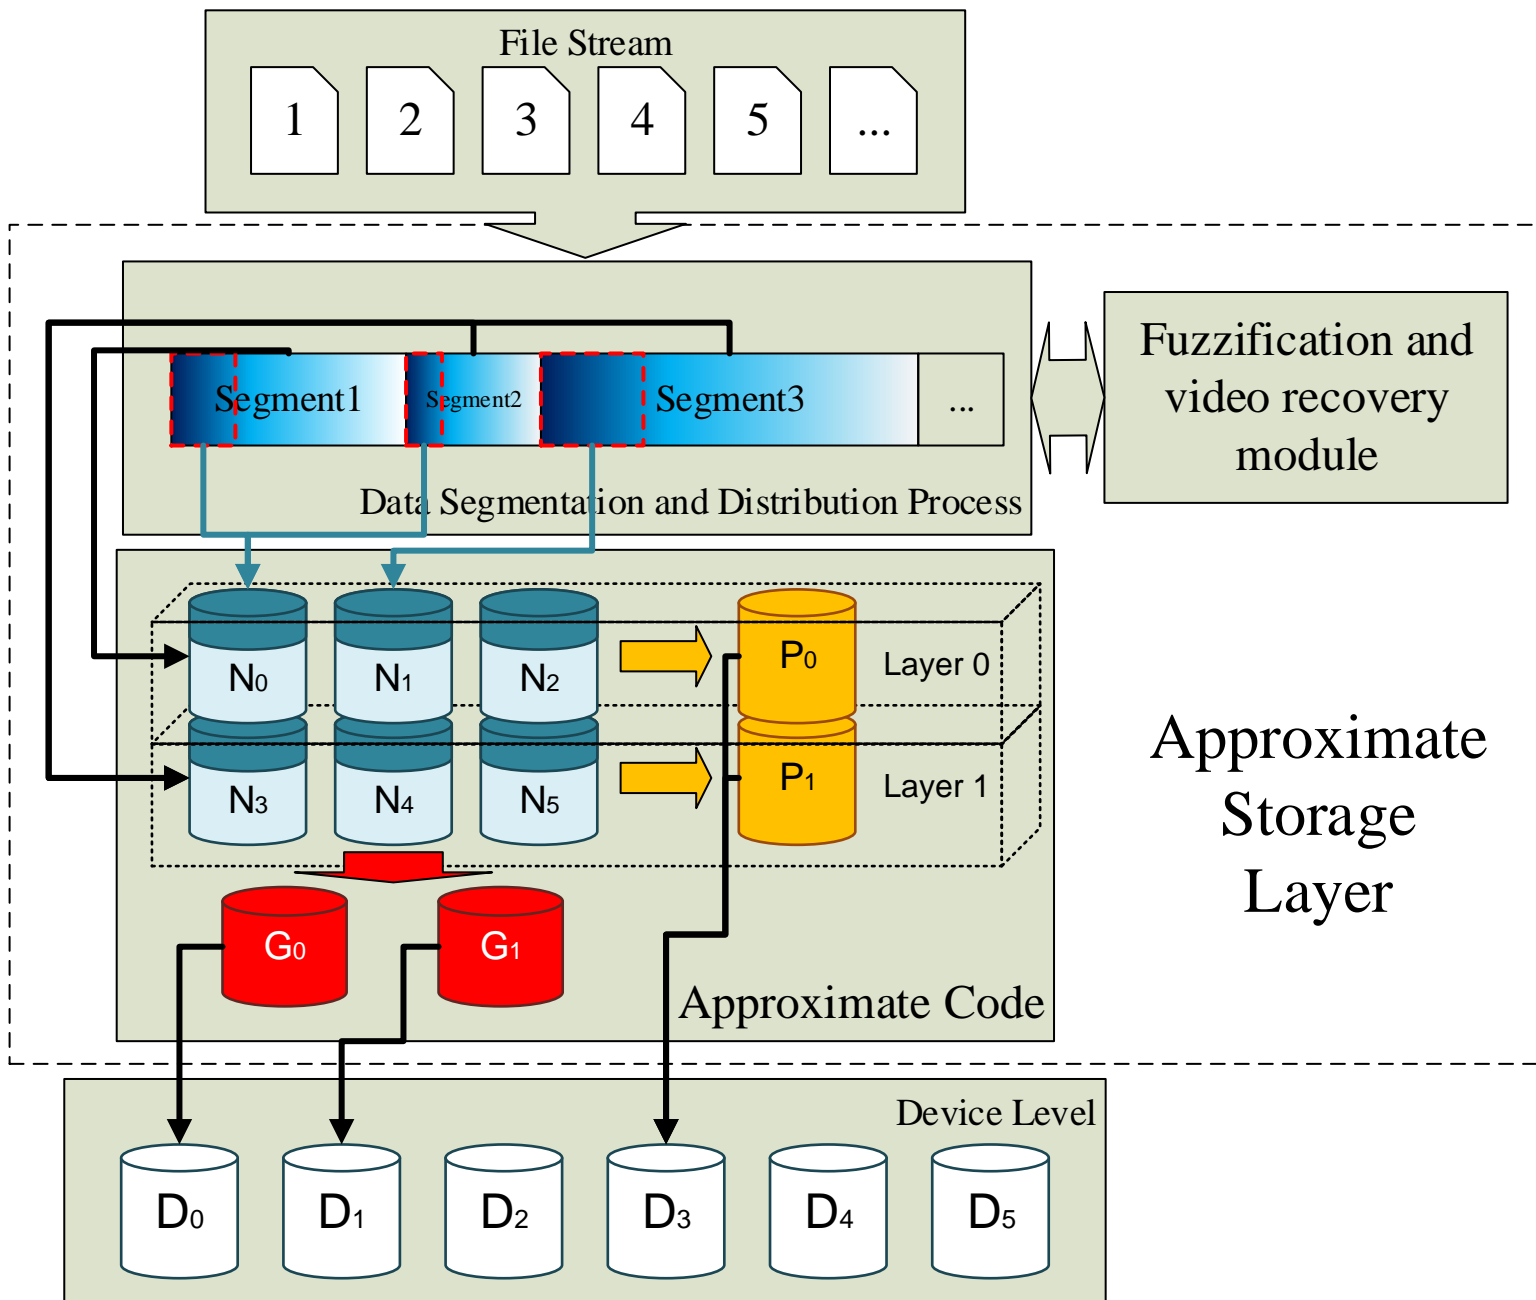 File Stream
1 2 3 4 5 ...
Segment1 Segment2 Segment3 ...
Data Segmentation and Distribution Process
Fuzzification and
video recovery
module
N0 N1 N2 P0 Layer 0
N3 N4 N5 P1 Layer 1
G0 G1
Approximate Code
Approximate
Storage
Layer
Device Level
D0 D1 D2 D3 D4 D5